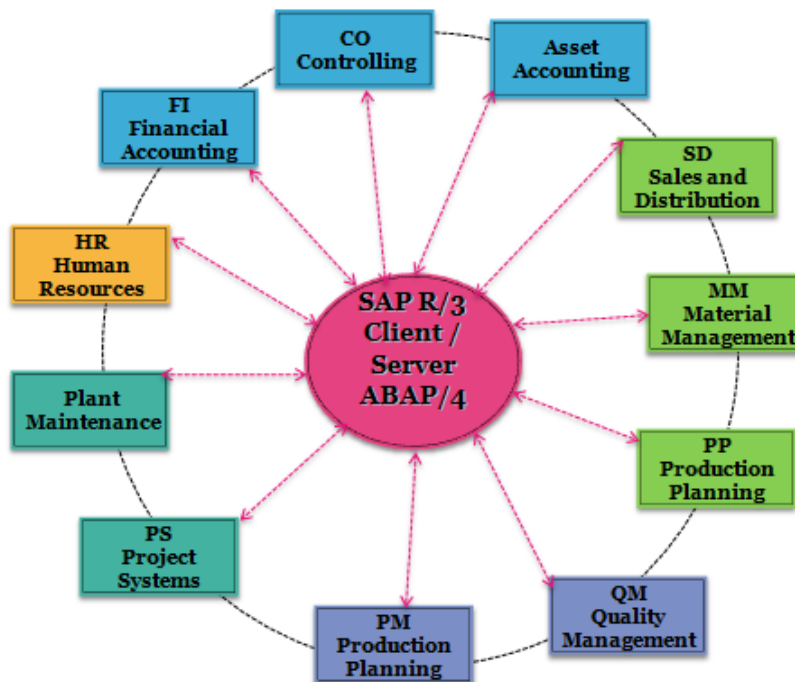 CO
Controlling
Asset
Accounting
FI
Financial
Accounting
SD
Sales and
Distribution
HR
Human
Resources
MM
Material
Management
SAP R/3
Client /
Server
ABAP/4
Plant
Maintenance
PP
Production
Planning
PS
Project
Systems
QM
Quality
Management
PM
Production
Planning